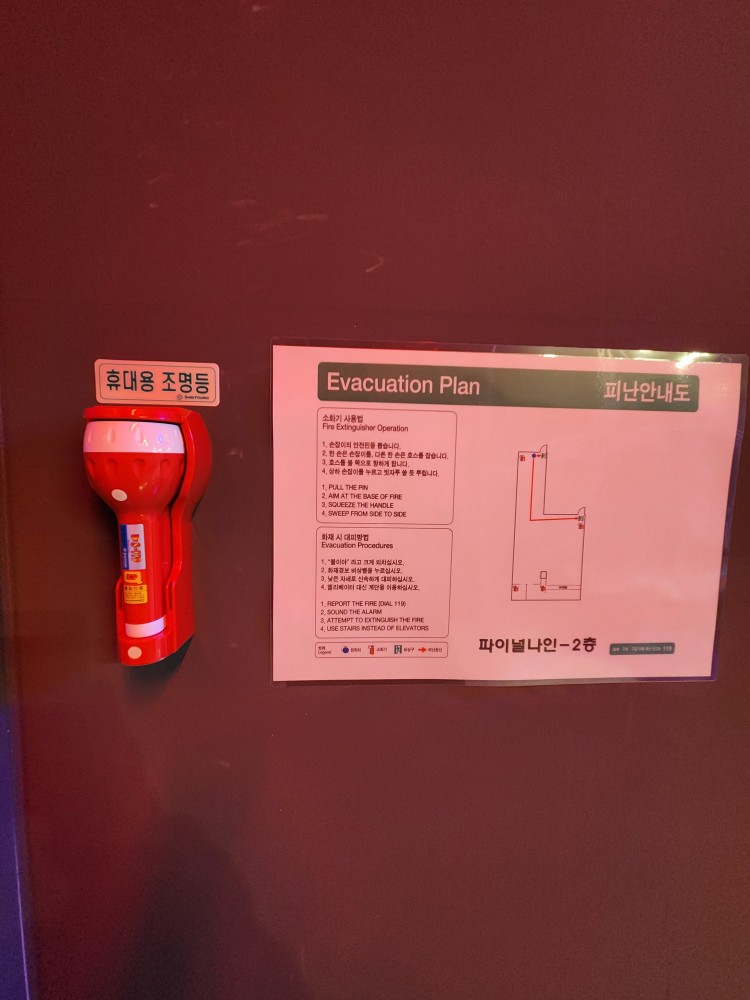 휴대용 조명등
Evacuation Plan
피난안내도
소화기 사용법
Fire Extinguisher Operation
1. 손잡이의 안전핀을 뽑습니다.
2. 한 손은 손잡이를, 다른 한 손은 호스를 잡습니다.
3. 호스를 불 쪽으로 향하게 합니다.
4. 상하 손잡이를 누르고 빗자루 쓸 듯 뿌립니다.
1. PULL THE PIN
2. AIM AT THE BASE OF FIRE
3. SQUEEZE THE HANDLE
4. SWEEP FROM SIDE TO SIDE
화재 시 대피방법
Evacuation Procedures
1. "불이야" 라고 크게 외치십시오.
2. 화재경보 비상벨을 누르십시오.
3. 낮은 자세로 신속하게 대피하십시오.
4. 엘리베이터 대신 계단을 이용하십시오.
1. REPORT THE FIRE (DIAL 119)
2. SOUND THE ALARM
3. ATTEMPT TO EXTINGUISH THE FIRE
4. USE STAIRS INSTEAD OF ELEVATORS
범례
Legend
소화기
비상구
파이널나인-2층
119